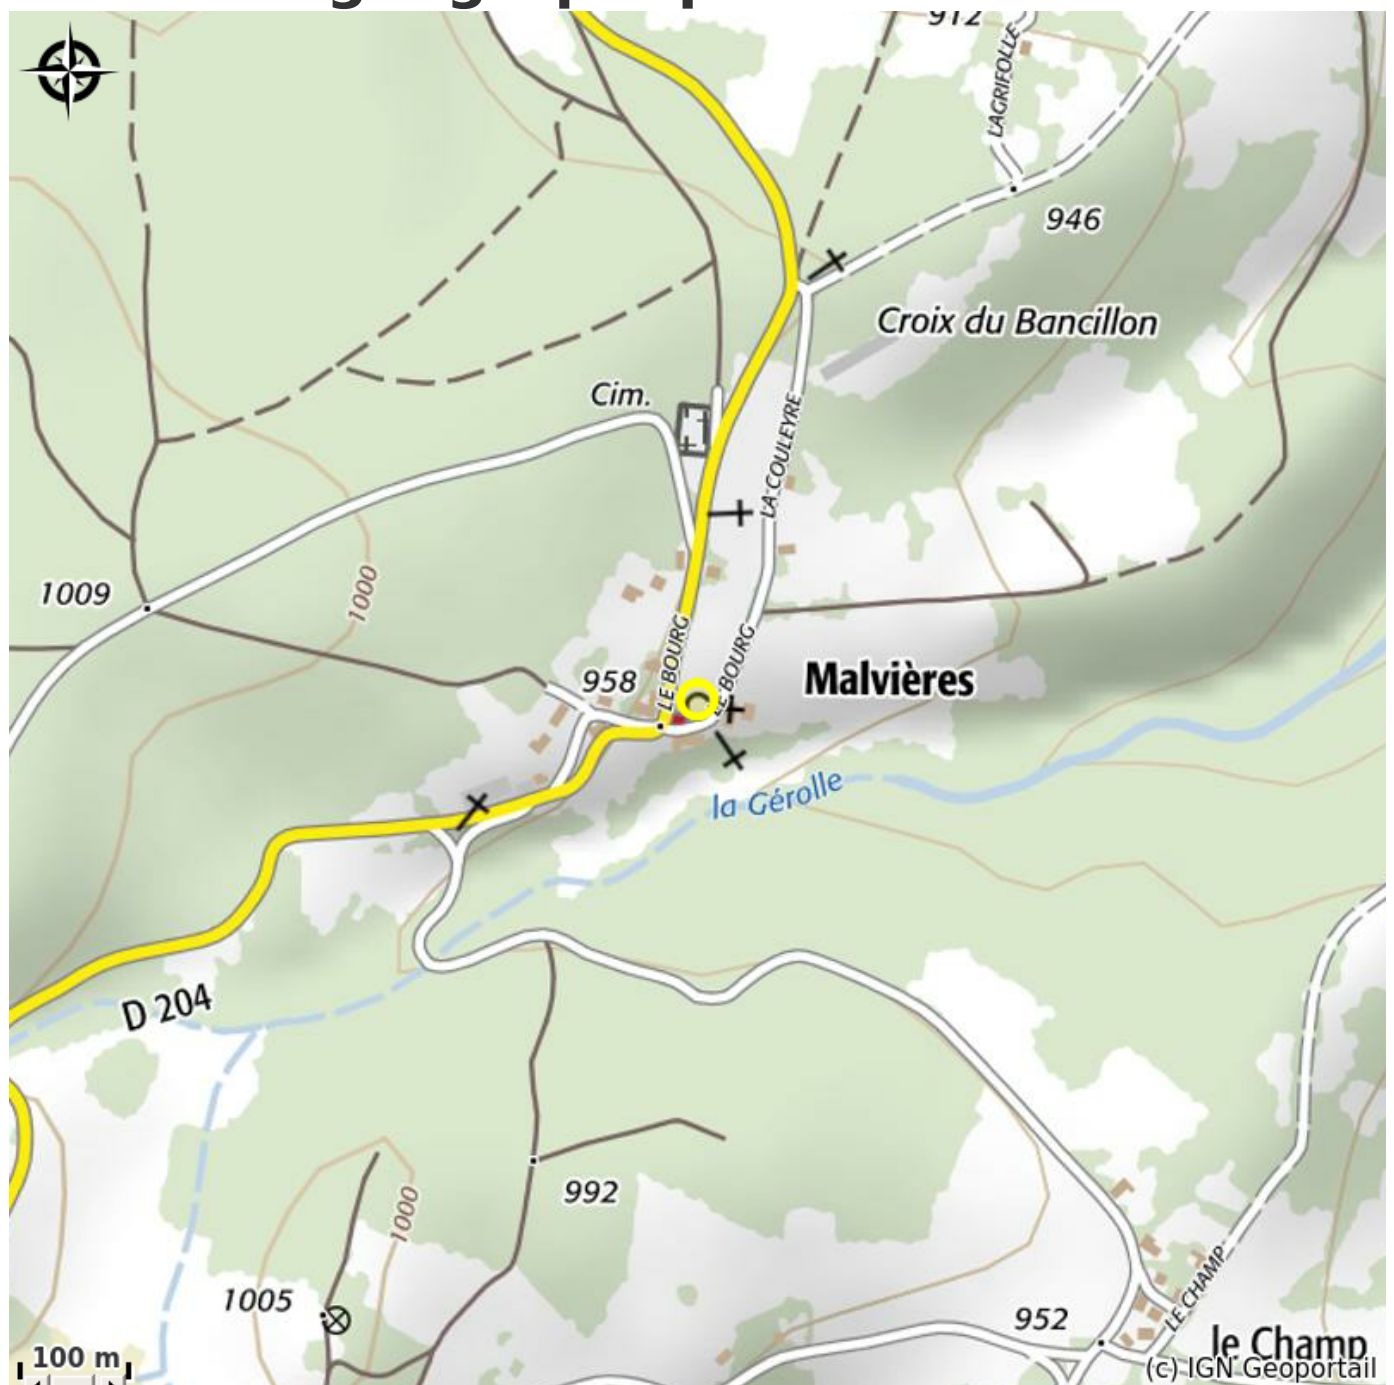 912
L'AGRIFOLLE
946
Croix du Bancillon
Cim.
LA COULEYRE
1009
1000
LE BOURG
LE BOURG
958
Malvières
la Gérolle
D 204
992
1000
1005
952
LE CHAMP
le Champ
100 m
(c) IGN Geoportail